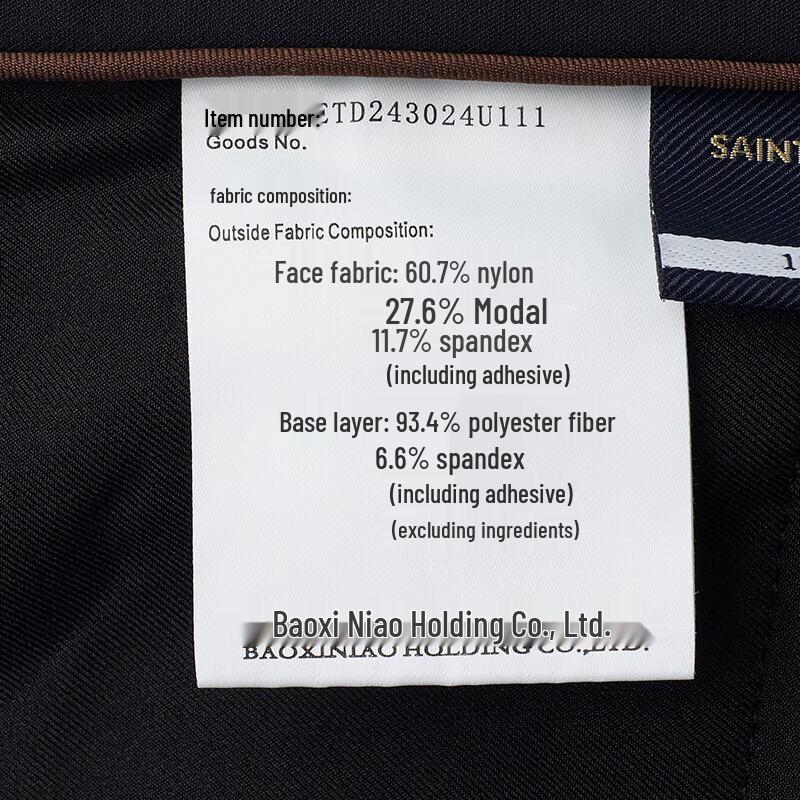 Item number: ETD243024U111
Goods No.
fabric composition:
Outside Fabric Composition:
Face fabric: 60.7% nylon
27.6% Modal
11.7% spandex
(including adhesive)
Base layer: 93.4% polyester fiber
6.6% spandex
(including adhesive)
(excluding ingredients)
Baoxi Niao Holding Co., Ltd.
BAOXINIAO HOLDING CO.,LTD.
SAINT
1